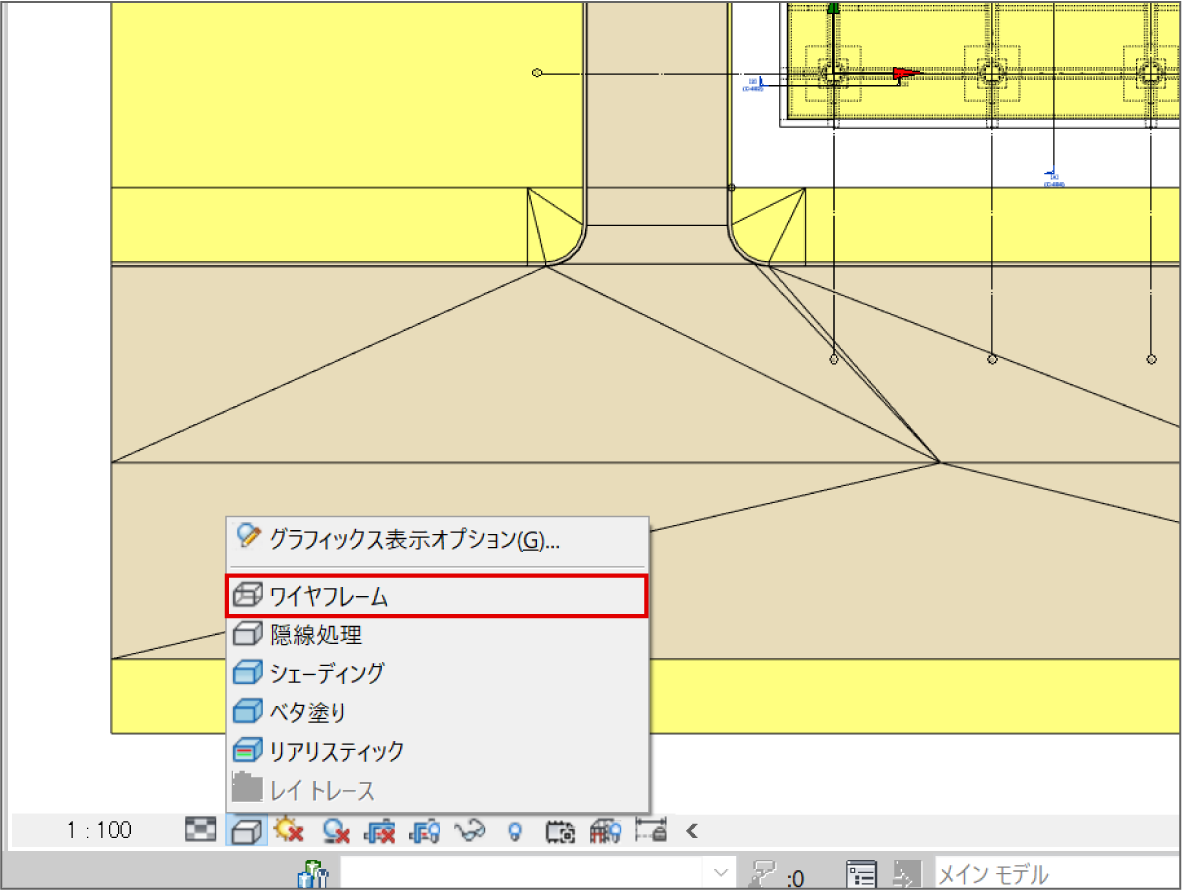 グラフィックス表示オプション(G)...
ワイヤフレーム
隠線処理
シェーディング
ベタ塗り
リアリスティック
レイ トレース
1 : 100
:0
メイン モデル